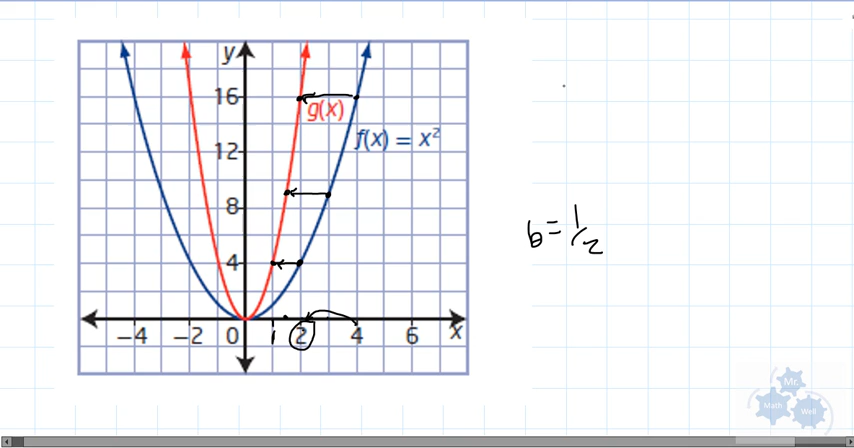 y
16
g(x)
f(x) = x²
12
8
b = 1/2
4
-4 -2 0 1 2 4 6 x
Mr.
Math Well